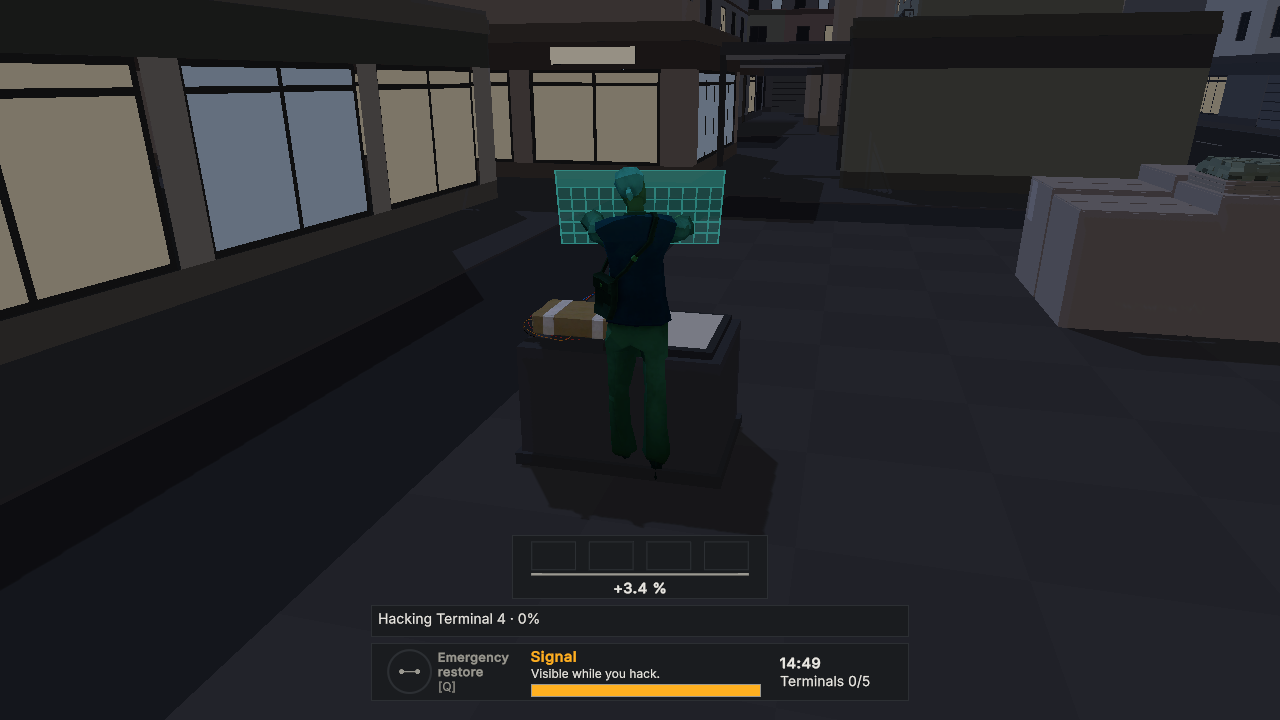 +3.4 %
Hacking Terminal 4 · 0%
Emergency
restore
[Q]
Signal
Visible while you hack.
14:49
Terminals 0/5